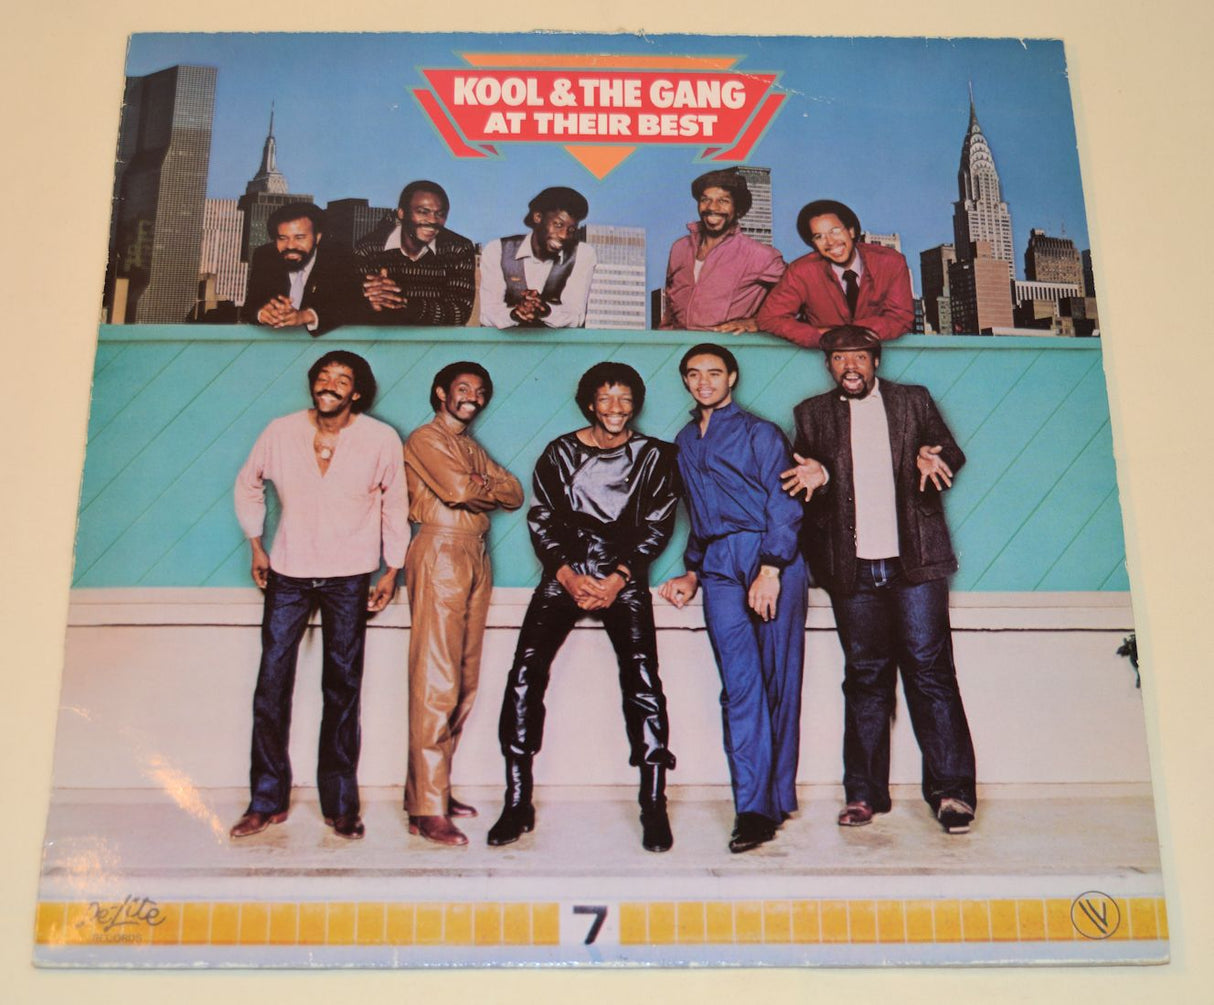 KOOL & THE GANG
AT THEIR BEST
De-Lite
RECORDS
7